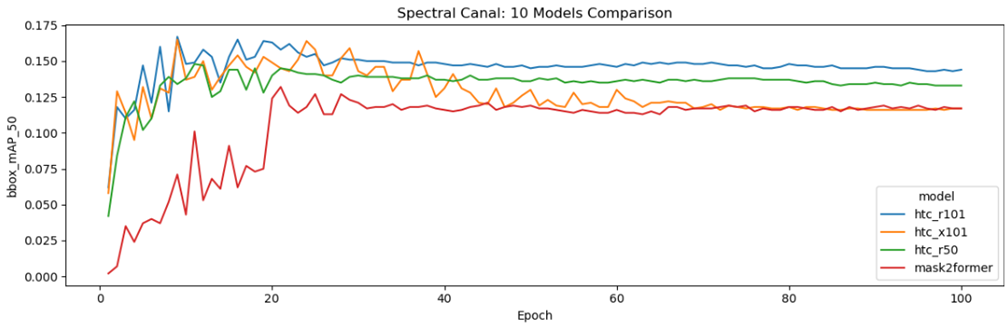 Spectral Canal: 10 Models Comparison
0.175
0.150
0.125
0.100
0.075
0.050
0.025
0.000
bbox_mAP_50
model
htc_r101
htc_x101
htc_r50
mask2former
0 20 40 60 80 100
Epoch